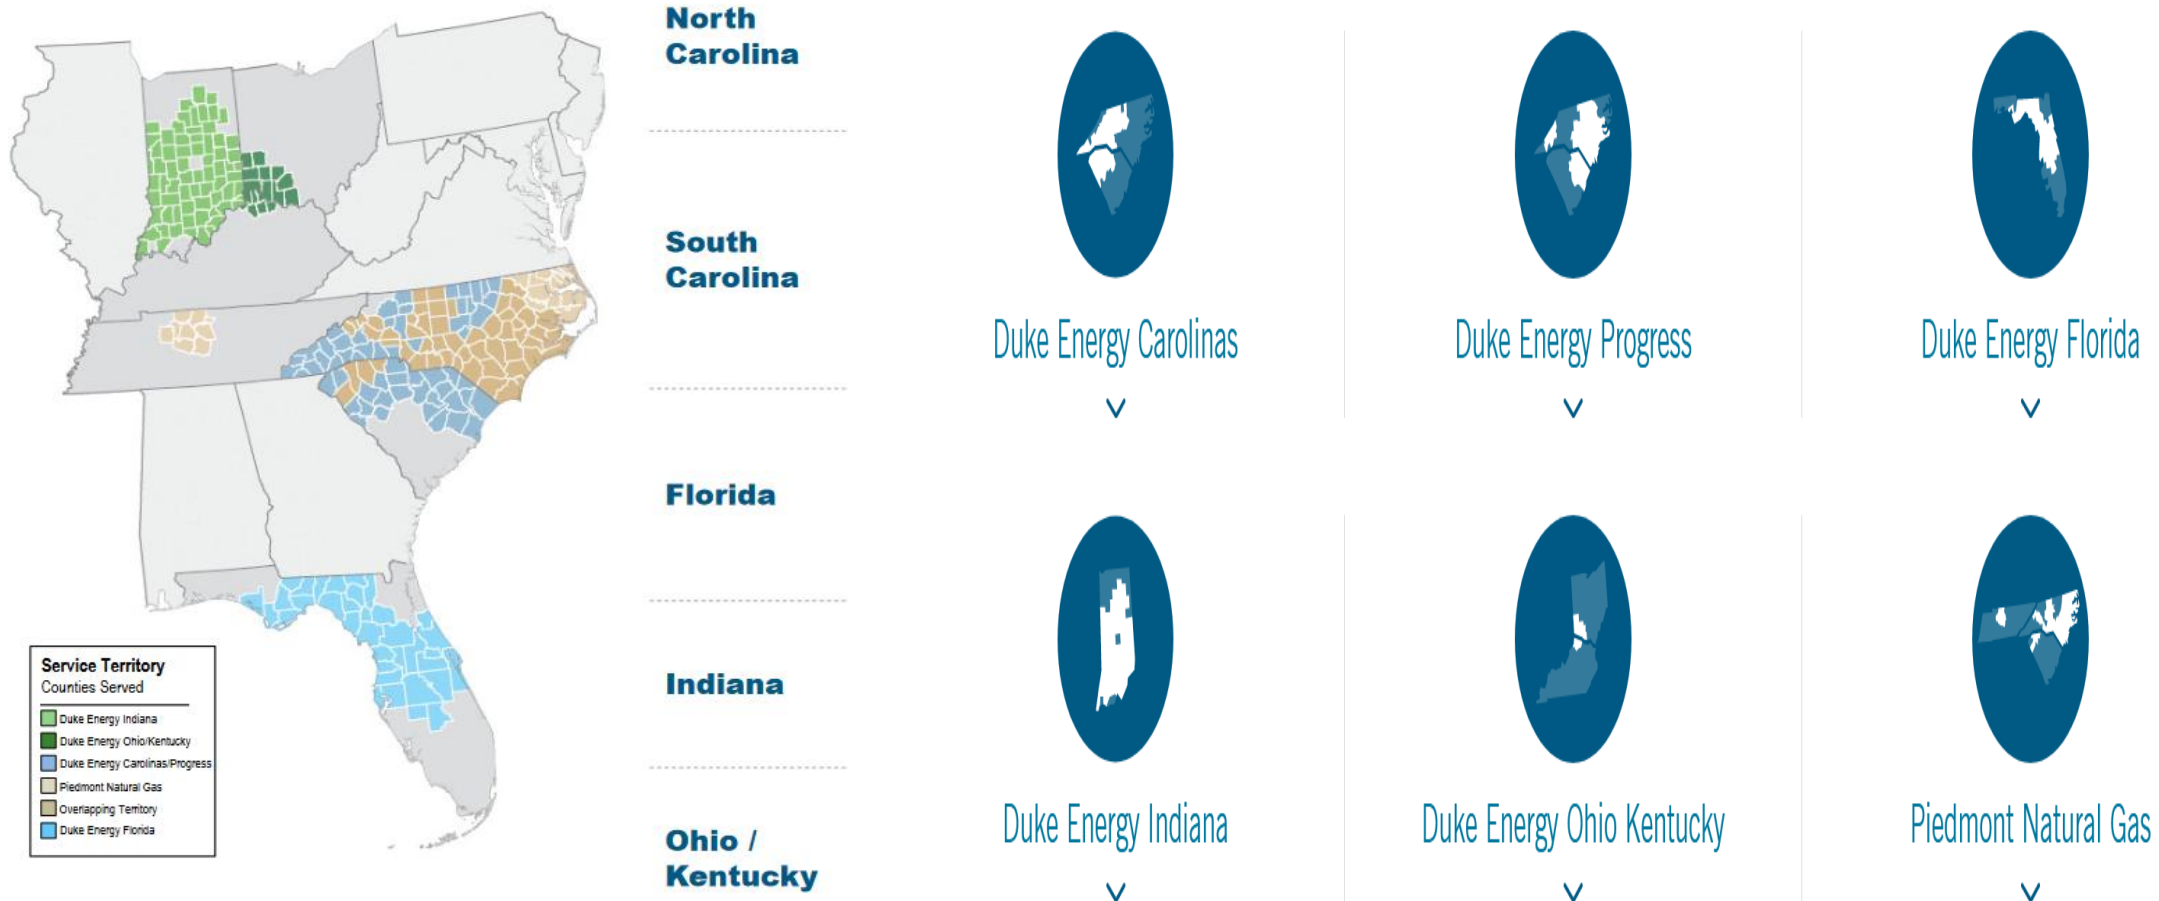 North
Carolina
South
Carolina
Florida
Indiana
Ohio /
Kentucky
Service Territory
Counties Served
Duke Energy Indiana
Duke Energy Ohio/Kentucky
Duke Energy Carolinas/Progress
Piedmont Natural Gas
Overlapping Territory
Duke Energy Florida
Duke Energy Carolinas
Duke Energy Progress
Duke Energy Florida
Duke Energy Indiana
Duke Energy Ohio Kentucky
Piedmont Natural Gas